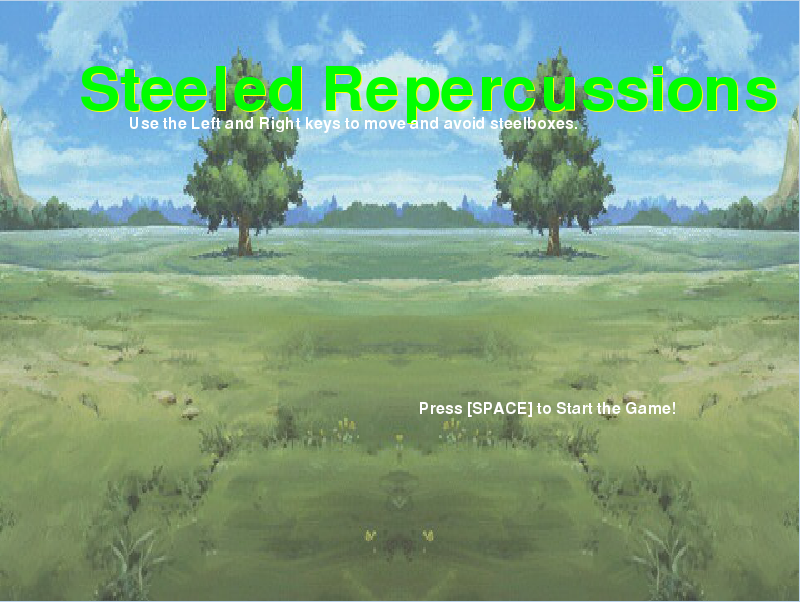 Steeled Repercussions
Use the Left and Right keys to move and avoid steelboxes.
Press [SPACE] to Start the Game!